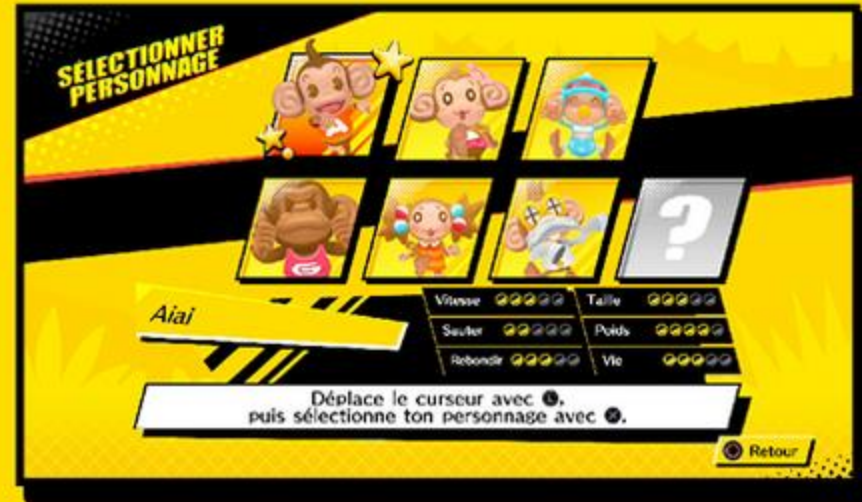 SÉLECTIONNER
PERSONNAGE
G
?
Aiai
Vitesse
Taille
Sauter
Poids
Rebondir
Vie
Déplace le curseur avec L,
puis sélectionne ton personnage avec ✕.
Retour